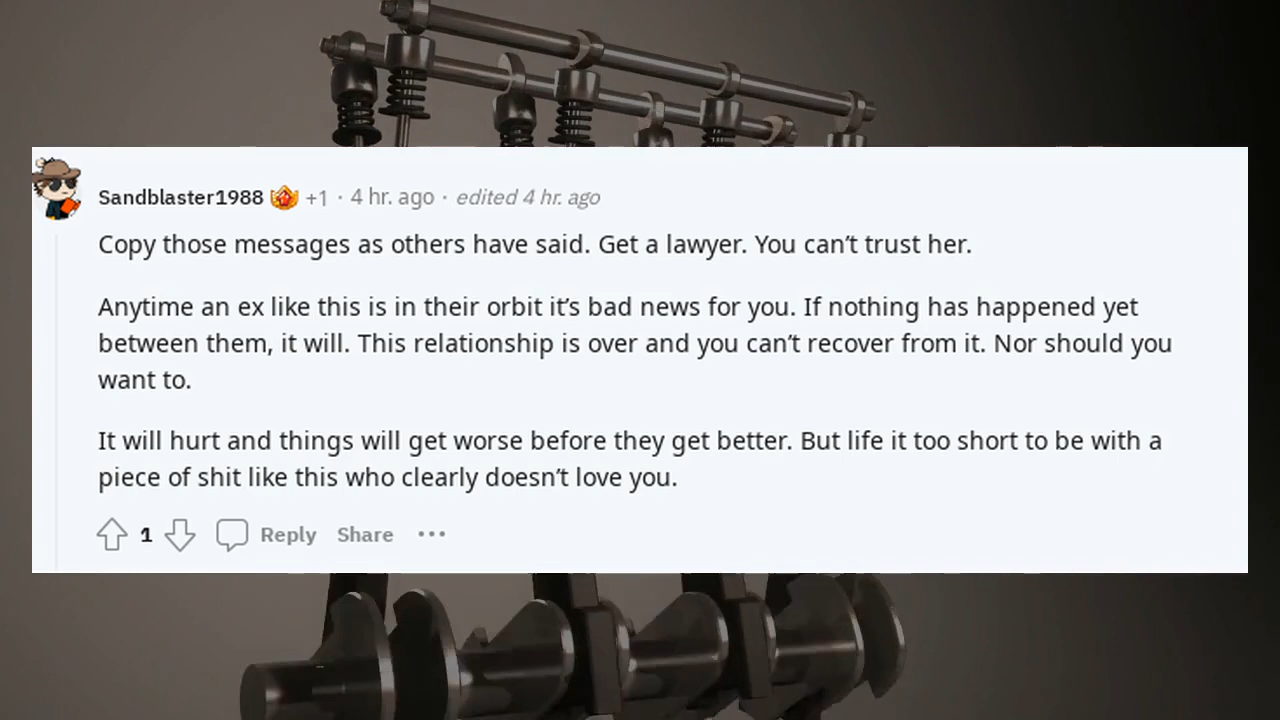 Sandblaster1988 +1 · 4 hr. ago · edited 4 hr. ago
Copy those messages as others have said. Get a lawyer. You can’t trust her.
Anytime an ex like this is in their orbit it’s bad news for you. If nothing has happened yet
between them, it will. This relationship is over and you can’t recover from it. Nor should you
want to.
It will hurt and things will get worse before they get better. But life it too short to be with a
piece of shit like this who clearly doesn’t love you.
1 Reply Share ···